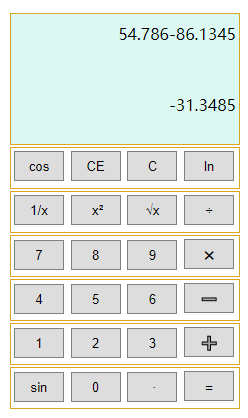 54.786-86.1345
-31.3485
cos CE C ln
1/x x² √x ÷
7 8 9 ×
4 5 6 −
1 2 3 +
sin 0 · =